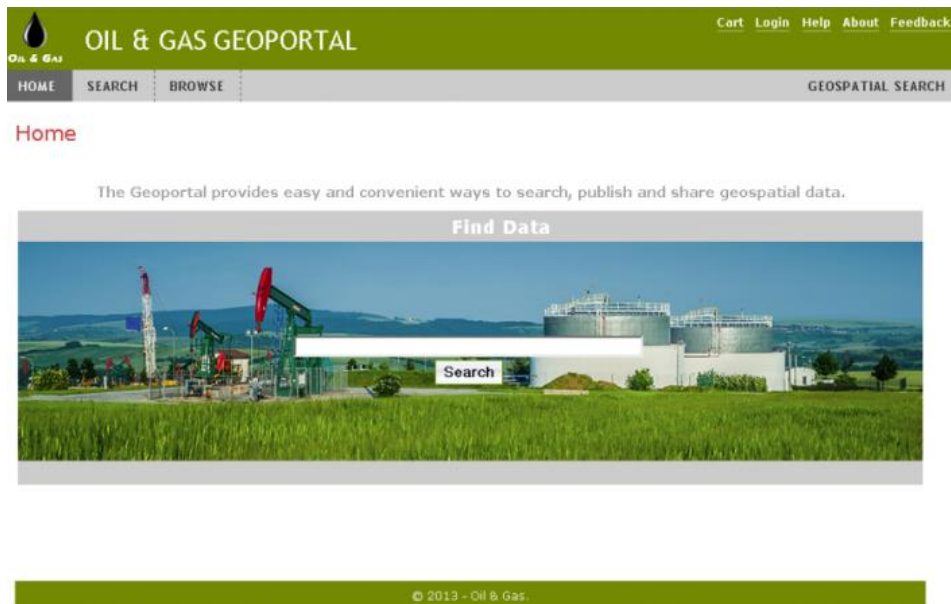 Cart Login Help About Feedback
OIL & GAS GEOPORTAL
OIL & GAS
HOME SEARCH BROWSE GEOSPATIAL SEARCH
Home
The Geoportal provides easy and convenient ways to search, publish and share geospatial data.
Find Data
Search
© 2013 - Oil & Gas.